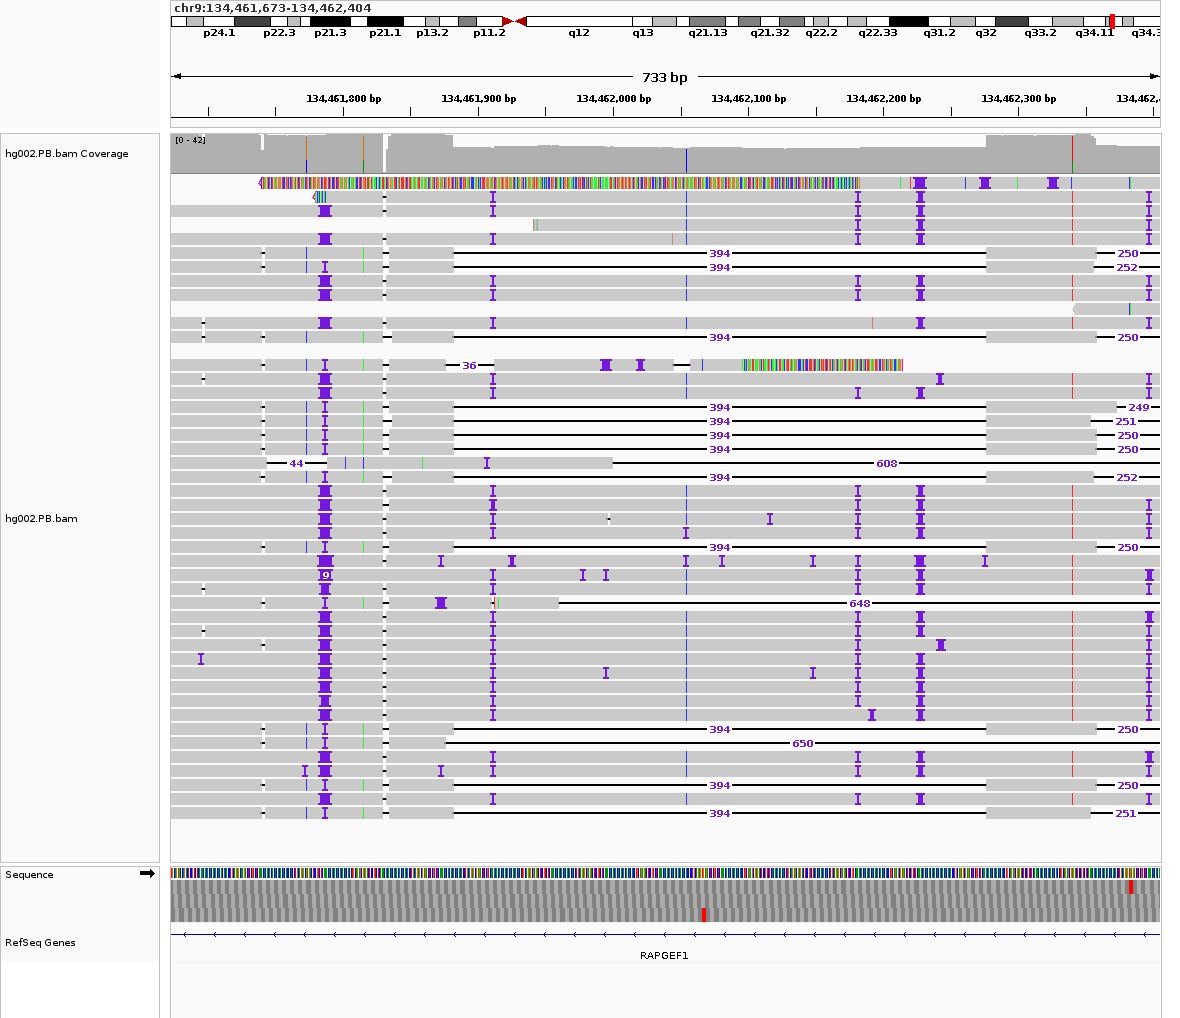 chr9:134,461,673-134,462,404
p24.1 p22.3 p21.3 p21.1 p13.2 p11.2 q12 q13 q21.13 q21.32 q22.2 q22.33 q31.2 q32 q33.2 q34.11 q34.3
733 bp
134,461,800 bp 134,461,900 bp 134,462,000 bp 134,462,100 bp 134,462,200 bp 134,462,300 bp 134,462,4
[0 - 42]
hg002.PB.bam Coverage
394 250
394 252
394 250
36
394 249
394 251
394 250
394 250
44 608
394 252
hg002.PB.bam
394 250
9
648
394 250
650
394 250
394 251
Sequence
RefSeq Genes
RAPGEF1